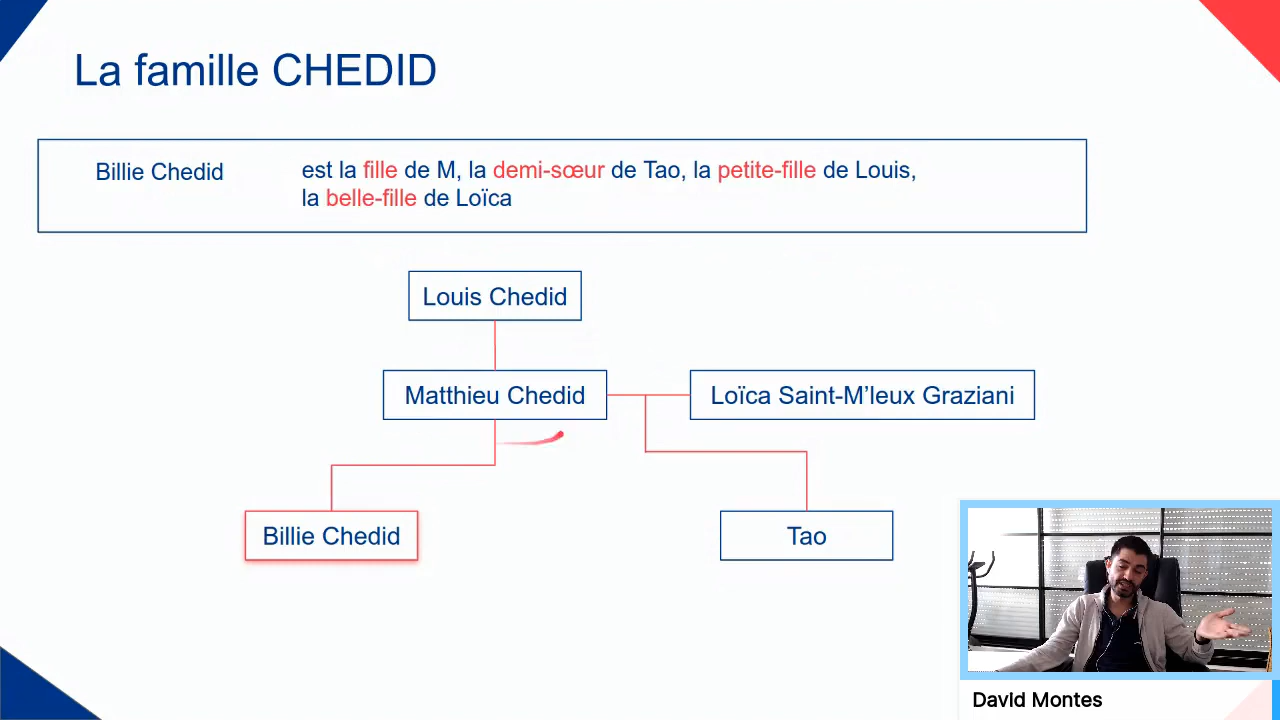 La famille CHEDID
Billie Chedid
est la fille de M, la demi-sœur de Tao, la petite-fille de Louis,
la belle-fille de Loïca
Louis Chedid
Matthieu Chedid
Loïca Saint-M’leux Graziani
Billie Chedid
Tao
David Montes